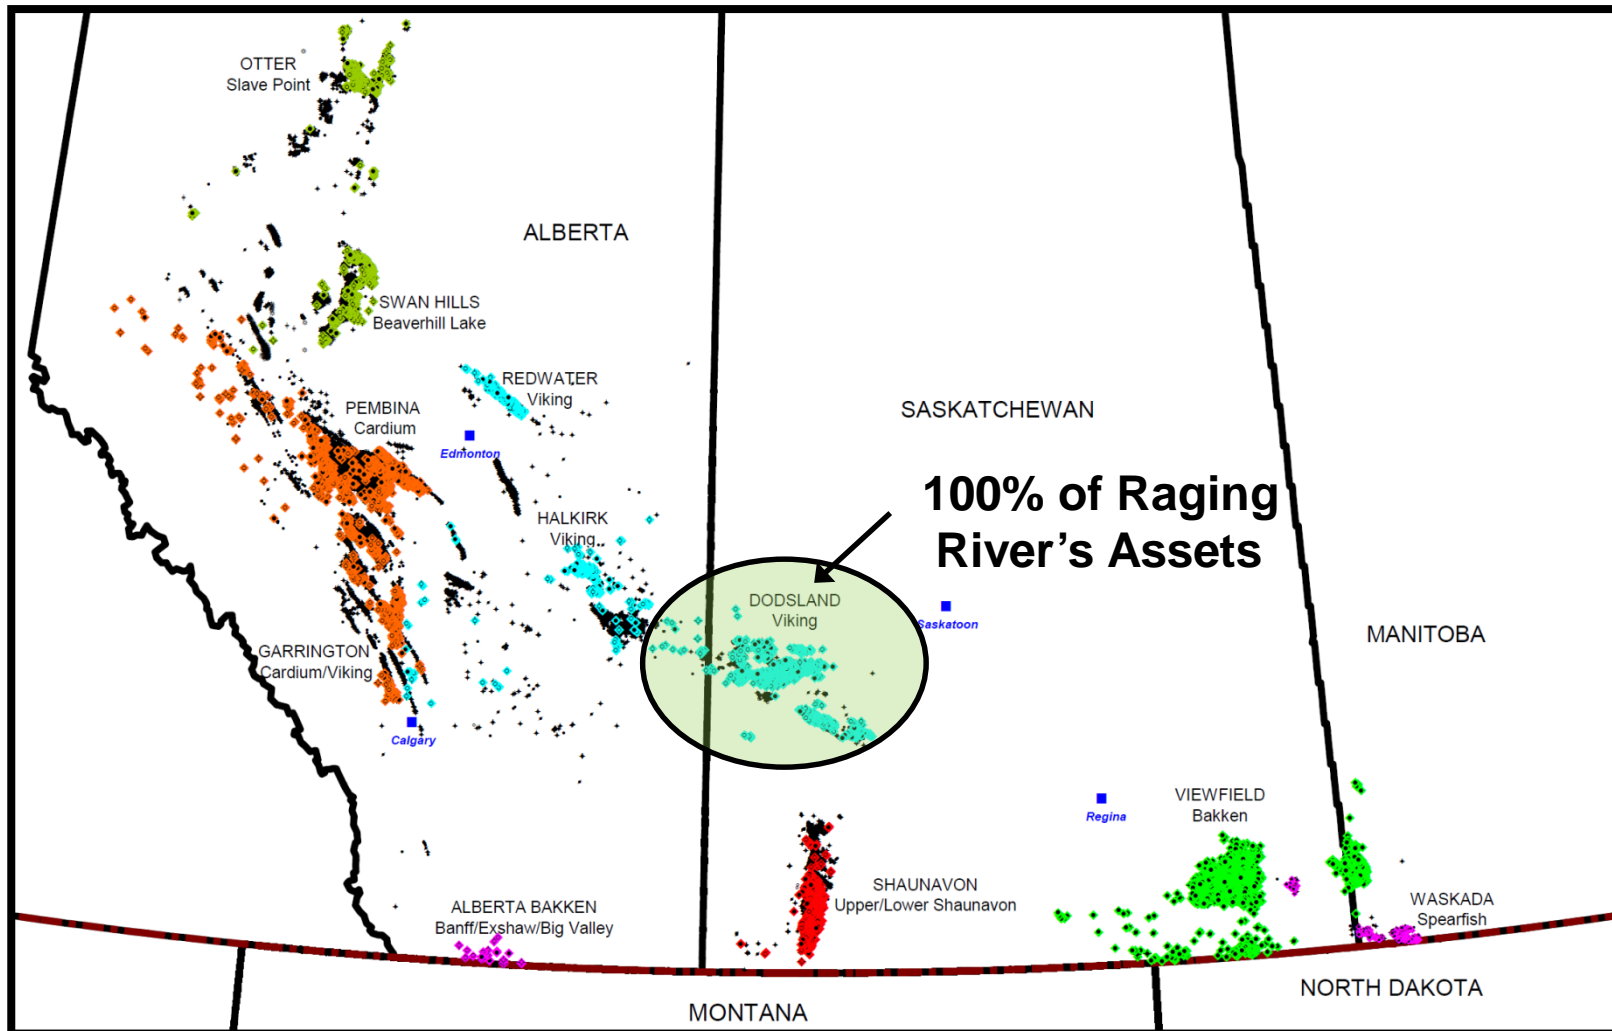 OTTER
Slave Point
ALBERTA
SWAN HILLS
Beaverhill Lake
REDWATER
Viking
PEMBINA
Cardium
Edmonton
SASKATCHEWAN
100% of Raging
River’s Assets
HALKIRK
Viking
DODSLAND
Viking
Saskatoon
MANITOBA
GARRINGTON
Cardium/Viking
Calgary
VIEWFIELD
Bakken
Regina
SHAUNAVON
Upper/Lower Shaunavon
ALBERTA BAKKEN
Banff/Exshaw/Big Valley
WASKADA
Spearfish
NORTH DAKOTA
MONTANA